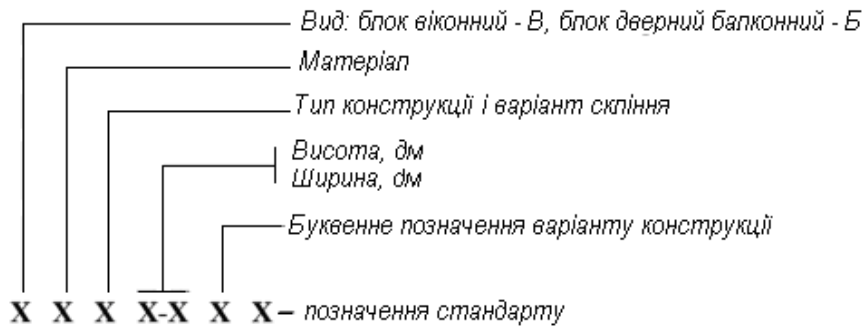 Вид: блок віконний - В, блок дверний балконний - Б
Матеріал
Тип конструкції і варіант скління
Висота, дм
Ширина, дм
Буквенне позначення варіанту конструкції
Х Х Х Х-Х Х Х – позначення стандарту